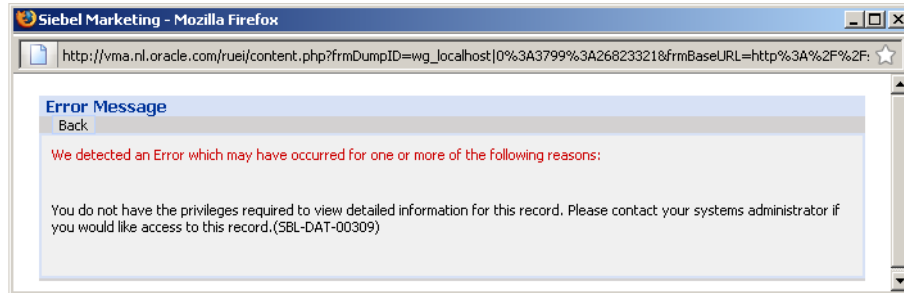 Siebel Marketing - Mozilla Firefox
http://vma.nl.oracle.com/ruei/content.php?frmDumpID=wg_localhost|0%3A3799%3A26823321&frmBaseURL=http%3A%2F%2F:
Error Message
Back
We detected an Error which may have occurred for one or more of the following reasons:
You do not have the privileges required to view detailed information for this record. Please contact your systems administrator if
you would like access to this record.(SBL-DAT-00309)